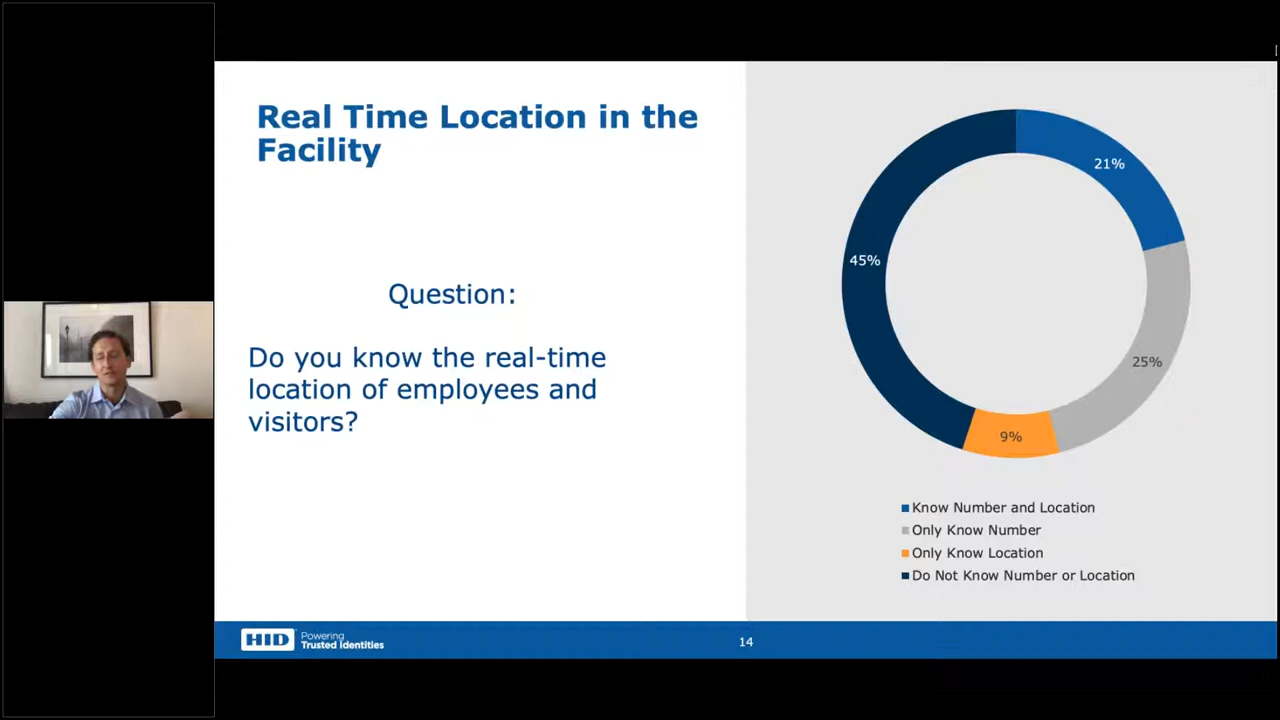 Real Time Location in the
Facility
Question:
Do you know the real-time
location of employees and
visitors?
21%
45%
25%
9%
Know Number and Location
Only Know Number
Only Know Location
Do Not Know Number or Location
HID Powering
Trusted Identities
14